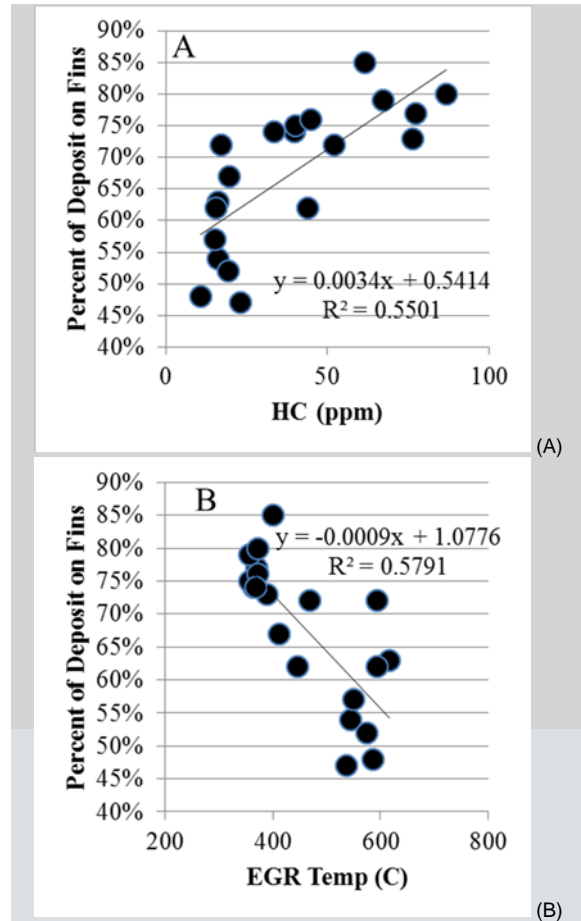 A
90%
85%
80%
75%
70%
65%
60%
55%
50%
45%
40%
Percent of Deposit on Fins
y = 0.0034x + 0.5414
R² = 0.5501
0 50 100
HC (ppm)
(A)
B
90%
85%
80%
75%
70%
65%
60%
55%
50%
45%
40%
Percent of Deposit on Fins
y = -0.0009x + 1.0776
R² = 0.5791
200 400 600 800
EGR Temp (C)
(B)